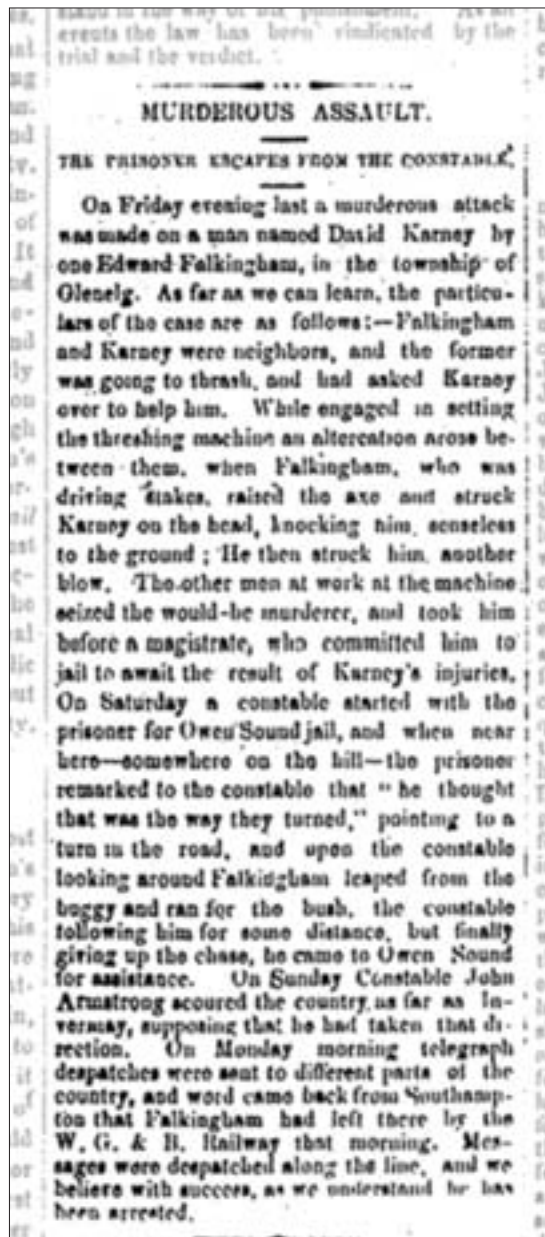 erents the law has been vindicated by the
trial and the verdict.
MURDEROUS ASSAULT.
THE PRISONER ESCAPES FROM THE CONSTABLE.
On Friday evening last a murderous attack
was made on a man named David Karney by
one Edward Falkingham, in the township of
Glenelg. As far as we can learn, the particu-
lars of the case are as follows:—Falkingham
and Karney were neighbors, and the former
was going to thrash, and had asked Karney
over to help him. While engaged in setting
the threshing machine an altercation arose be-
tween them, when Falkingham, who was
driving stakes, raised the axe and struck
Karney on the head, knocking him senseless
to the ground ; He then struck him another
blow. The other men at work at the machine
seized the would-be murderer, and took him
before a magistrate, who committed him to
jail to await the result of Karney's injuries.
On Saturday a constable started with the
prisoner for Owen Sound jail, and when near
here—somewhere on the hill—the prisoner
remarked to the constable that "he thought
that was the way they turned," pointing to a
turn in the road, and upon the constable
looking around Falkingham leaped from the
buggy and ran for the bush, the constable
following him for some distance, but finally
giving up the chase, he came to Owen Sound
for assistance. On Sunday Constable John
Armstrong scoured the country as far as In-
vermay, supposing that he had taken that di-
rection. On Monday morning telegraph
despatches were sent to different parts of the
country, and word came back from Southamp-
ton that Falkingham had left there by the
W. G. & B. Railway that morning. Mes-
sages were despatched along the line, and we
believe with success, as we understand he has
been arrested.